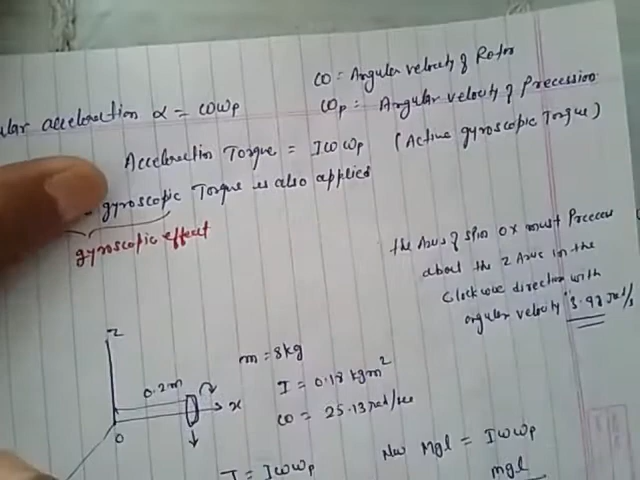 ω = Angular velocity of Rotor
ular acceleration α = ωωp
ωp = Angular velocity of Precession
Acceleration Torque = Iωωp (Active gyroscopic Torque)
- gyroscopic Torque is also applied
gyroscopic effect
the Axis of spin OX must Precess
about the Z Axis in the
Clockwise direction with
angular velocity 3.98 rad/s
z
0.2m
x
O
m = 8kg
I = 0.18 kgm²
ω = 25.13 rad/sec
T = Iωωp
Mgl = Iωωp
mgl